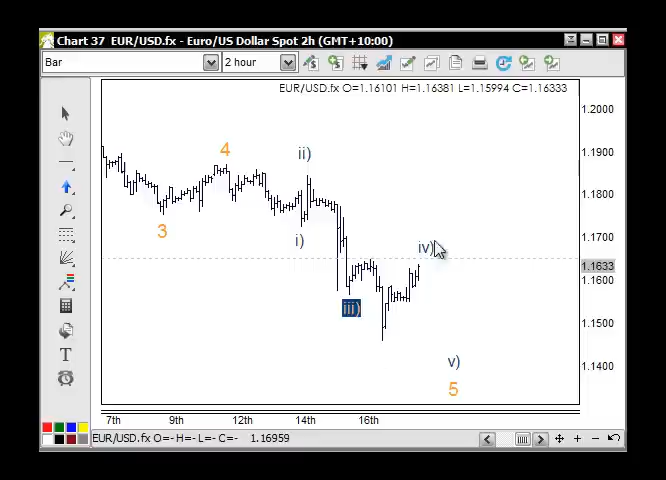 Chart 37 EUR/USD.fx - Euro/US Dollar Spot 2h (GMT+10:00)
Bar
2 hour
EUR/USD.fx O=1.16101 H=1.16381 L=1.15994 C=1.16333
1.2000
1.1900
1.1800
1.1700
1.1633
1.1600
1.1500
1.1400
4
ii)
3
i)
iv)
iii)
v)
5
T
7th 9th 12th 14th 16th
EUR/USD.fx O=- H=- L=- C=- 1.16959